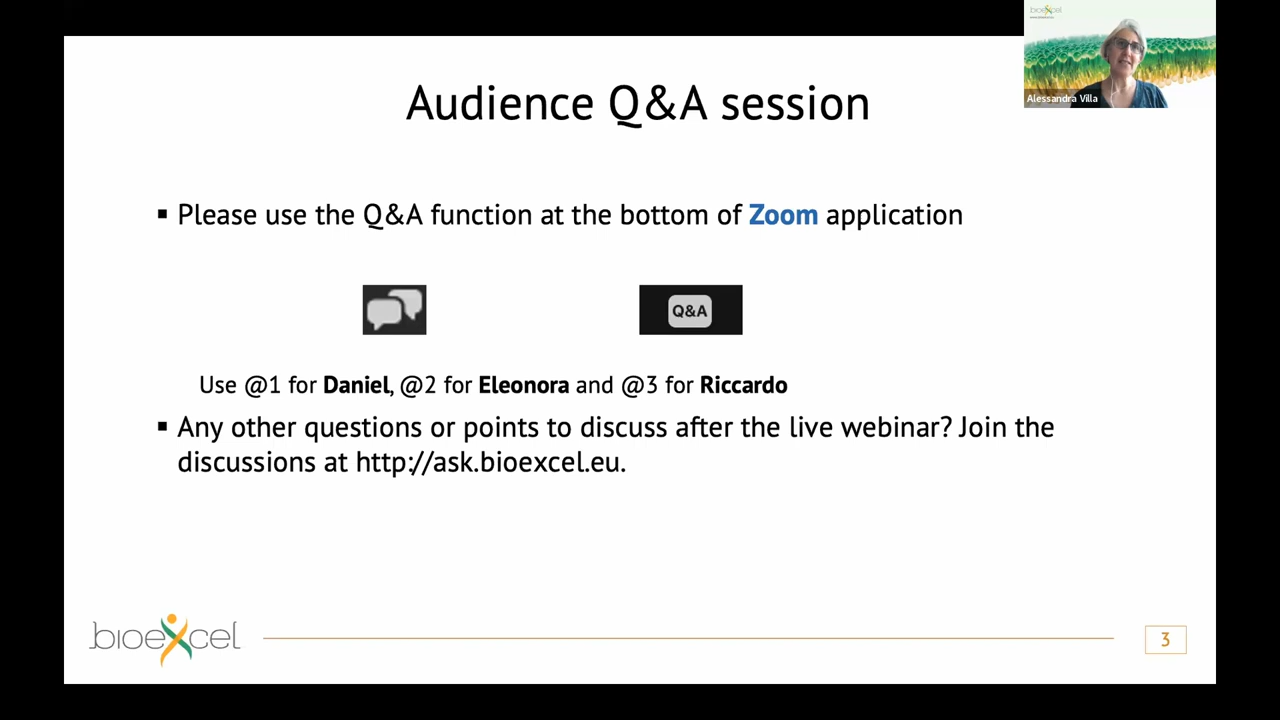 bioexcel
Alessandra Villa
Audience Q&A session
▪ Please use the Q&A function at the bottom of Zoom application
Q&A
Use @1 for Daniel, @2 for Eleonora and @3 for Riccardo
▪ Any other questions or points to discuss after the live webinar? Join the
discussions at http://ask.bioexcel.eu.
bioexcel
3